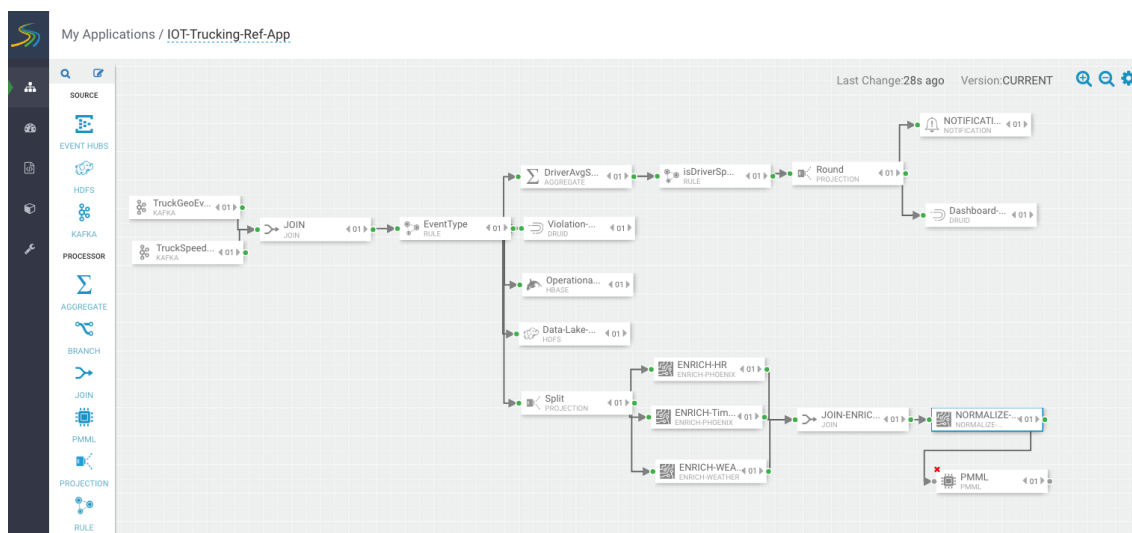 My Applications / IOT-Trucking-Ref-App
Last Change:28s ago Version:CURRENT
SOURCE
EVENT HUBS
HDFS
KAFKA
PROCESSOR
AGGREGATE
BRANCH
JOIN
PMML
PROJECTION
RULE
TruckGeoEv... 01
KAFKA
TruckSpeed... 01
KAFKA
JOIN 01
JOIN
EventType 01
RULE
DriverAvgS... 01
AGGREGATE
isDriverSp... 01
RULE
Round 01
PROJECTION
NOTIFICATI... 01
NOTIFICATION
Dashboard-... 01
DRUID
Violation-... 01
DRUID
Operationa... 01
HBASE
Data-Lake-... 01
HDFS
Split 01
PROJECTION
ENRICH-HR 01
ENRICH-PHOENIX
ENRICH-Tim... 01
ENRICH-PHOENIX
ENRICH-WEA... 01
ENRICH-WEATHER
JOIN-ENRIC... 01
JOIN
NORMALIZE-... 01
NORMALIZE-...
PMML 01
PMML